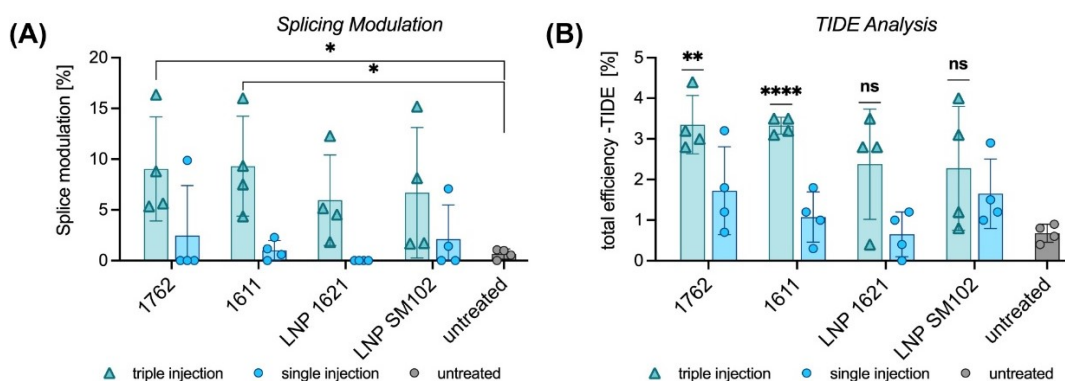 (A)
Splicing Modulation
*
*
Splice modulation [%]
20
15
10
5
0
1762
1611
LNP 1621
LNP SM102
untreated
triple injection
single injection
untreated
(B)
TIDE Analysis
**
****
ns
ns
total efficiency -TIDE [%]
5
4
3
2
1
0
1762
1611
LNP 1621
LNP SM102
untreated
triple injection
single injection
untreated